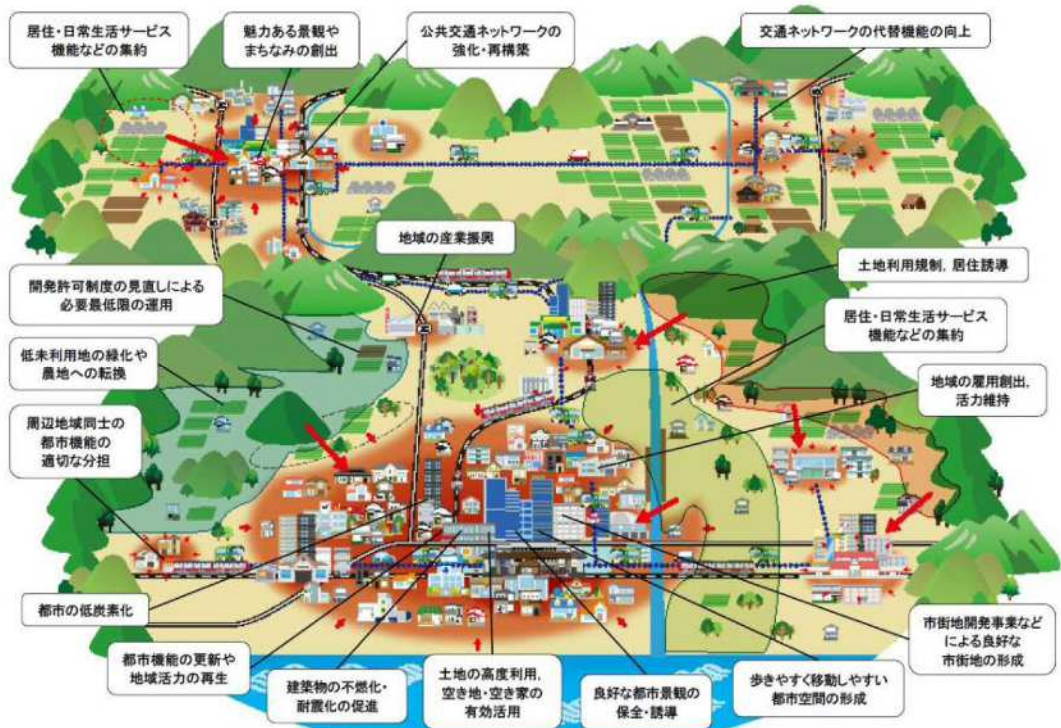 居住・日常生活サービス
機能などの集約
魅力ある景観や
まちなみの創出
公共交通ネットワークの
強化・再構築
交通ネットワークの代替機能の向上
地域の産業振興
土地利用規制，居住誘導
開発許可制度の見直しによる
必要最低限の運用
居住・日常生活サービス
機能などの集約
低未利用地の緑化や
農地への転換
地域の雇用創出，
活力維持
周辺地域同士の
都市機能の
適切な分担
都市の低炭素化
市街地開発事業など
による良好な
市街地の形成
都市機能の更新や
地域活力の再生
建築物の不燃化・
耐震化の促進
土地の高度利用，
空き地・空き家の
有効活用
良好な都市景観の
保全・誘導
歩きやすく移動しやすい
都市空間の形成